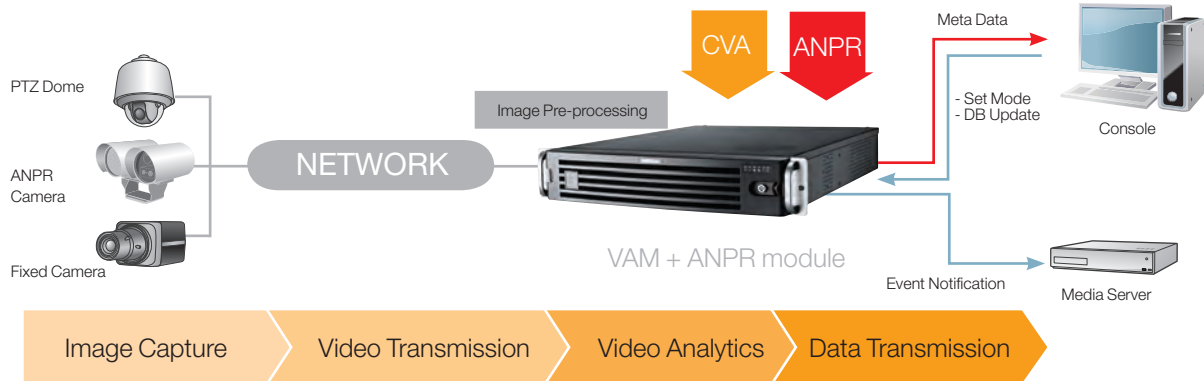 CVA
ANPR
Meta Data
PTZ Dome
Image Pre-processing
- Set Mode
- DB Update
Console
NETWORK
ANPR
Camera
VAM + ANPR module
Fixed Camera
Event Notification
Media Server
Image Capture
Video Transmission
Video Analytics
Data Transmission